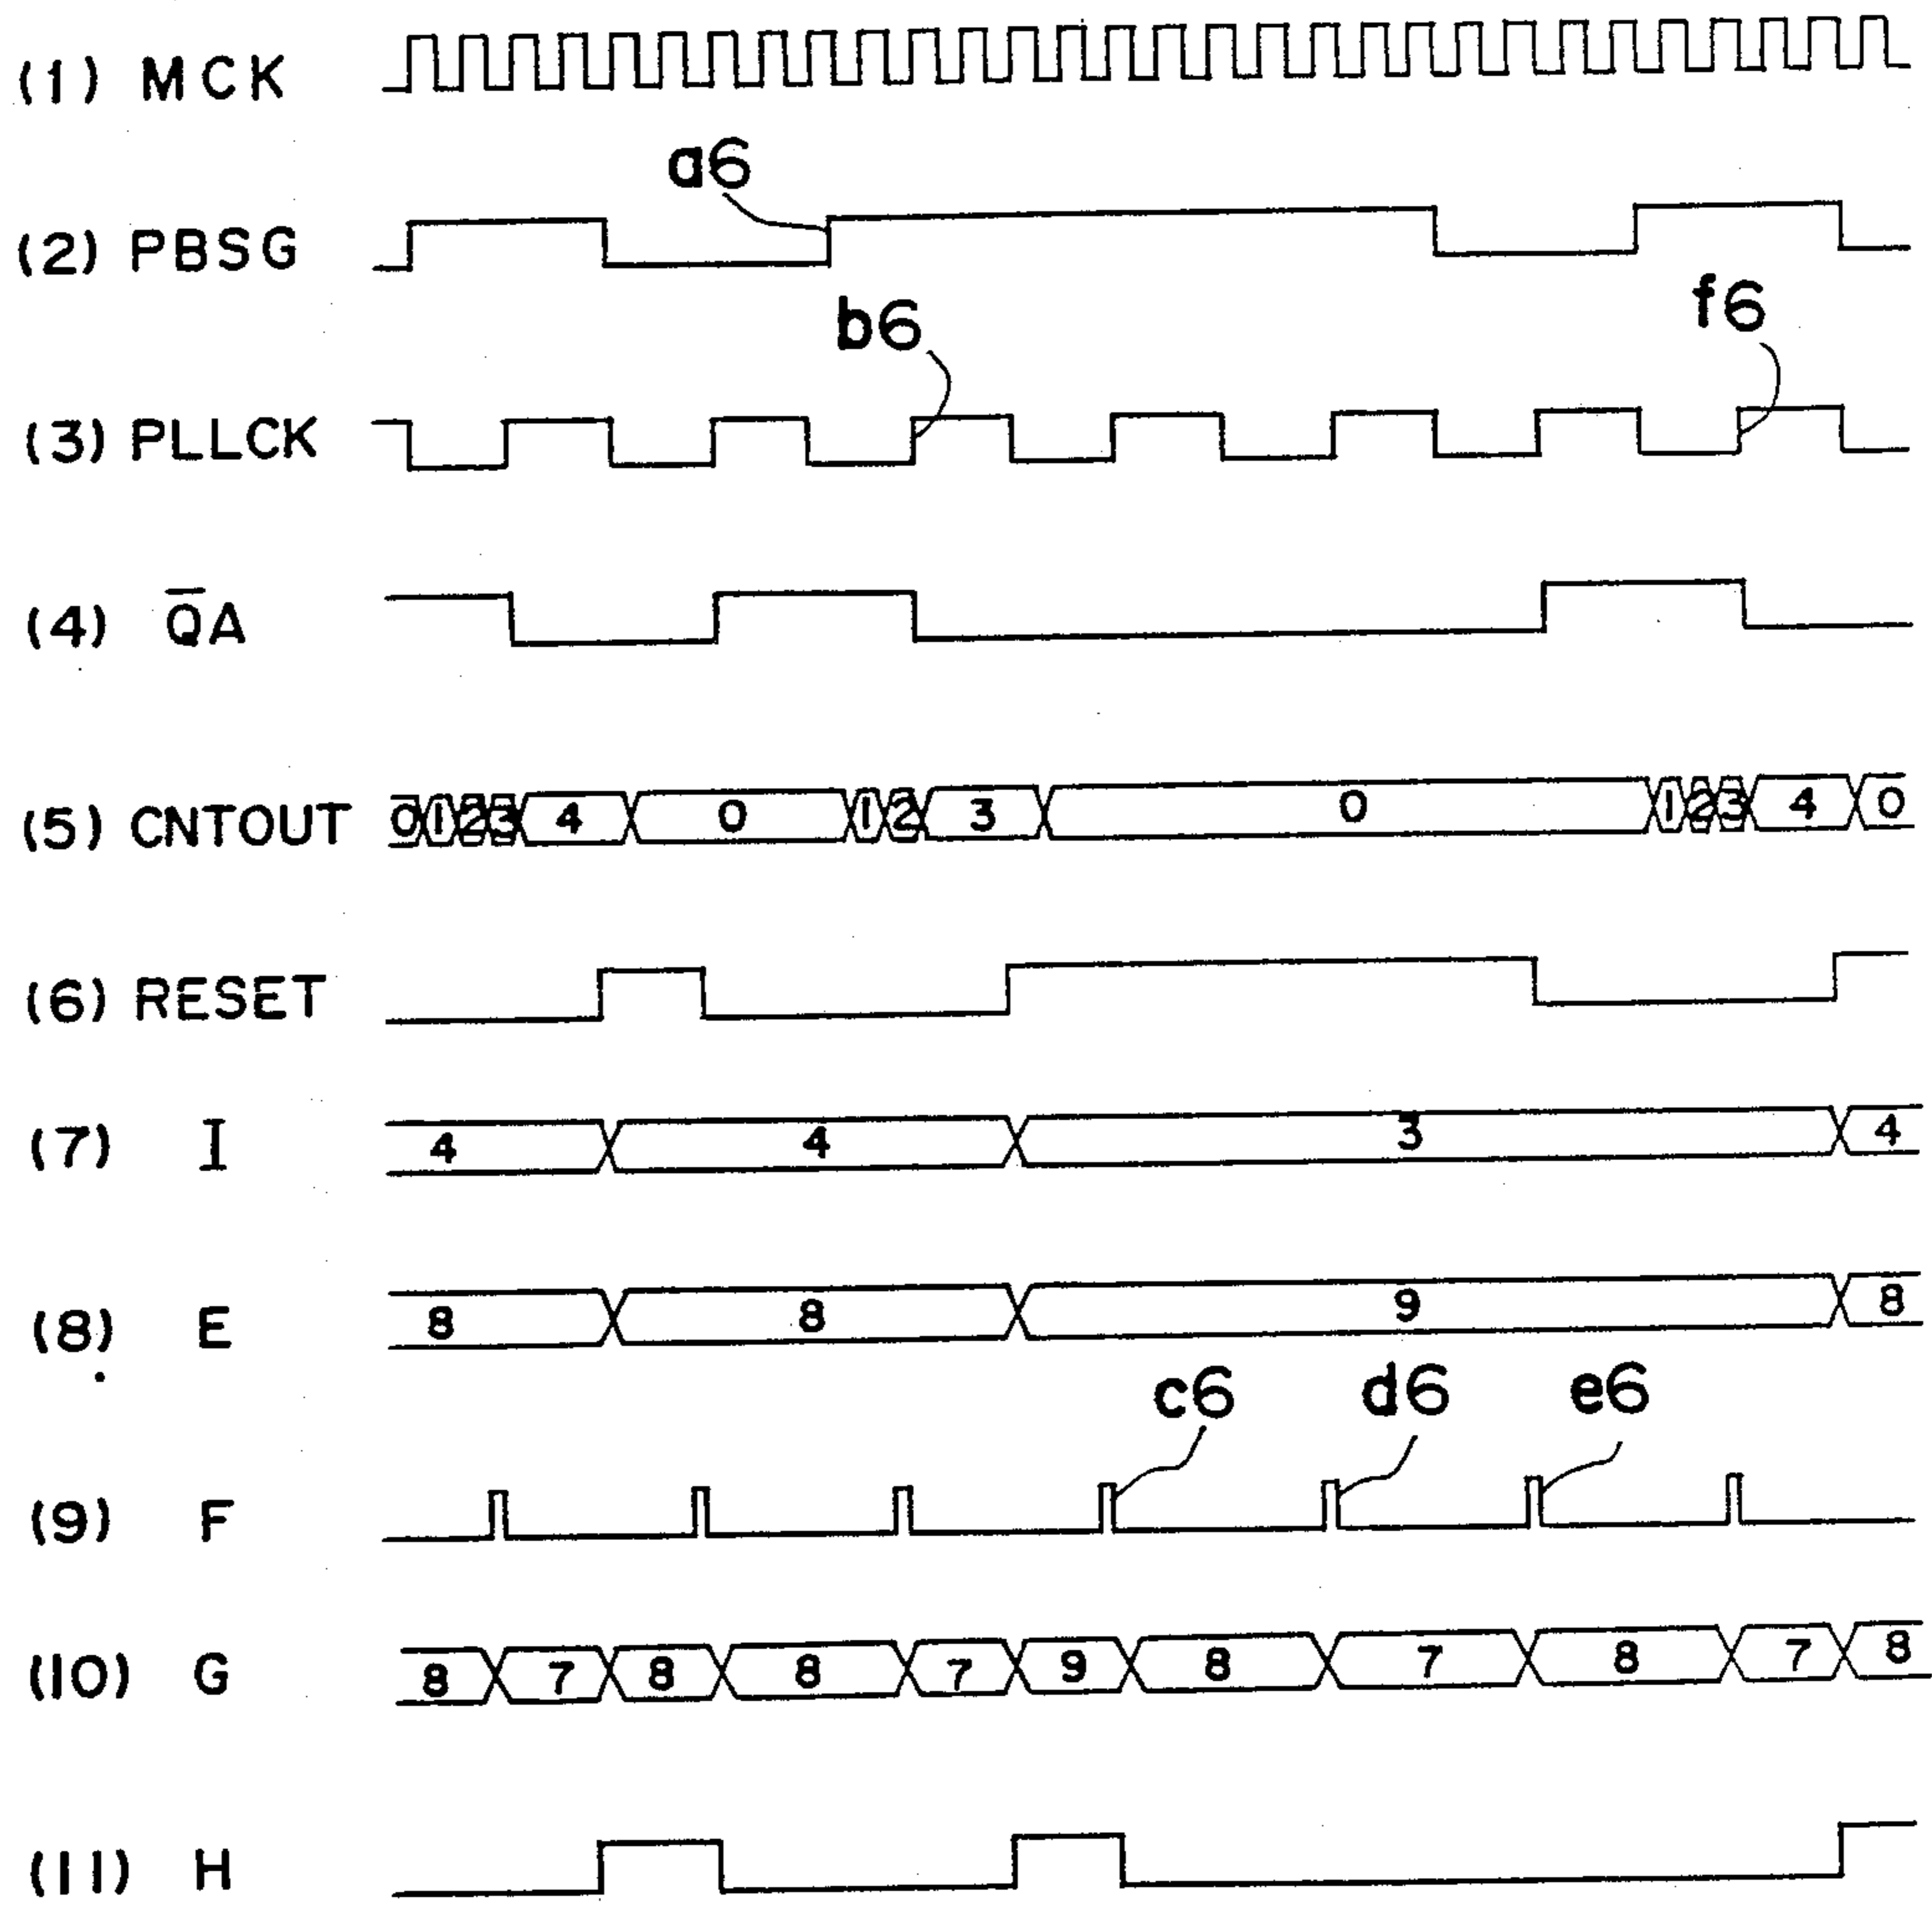 (1) MCK
a6
(2) PBSG
b6 f6
(3) PLLCK
(4) Q̅A
(5) CNTOUT 0 1 2 3 4 0 1 2 3 0 1 2 3 4 0
(6) RESET
(7) I 4 4 3 4
(8) E 8 8 9 8
c6 d6 e6
(9) F
(10) G 8 7 8 8 7 9 8 7 8 7 8
(11) H